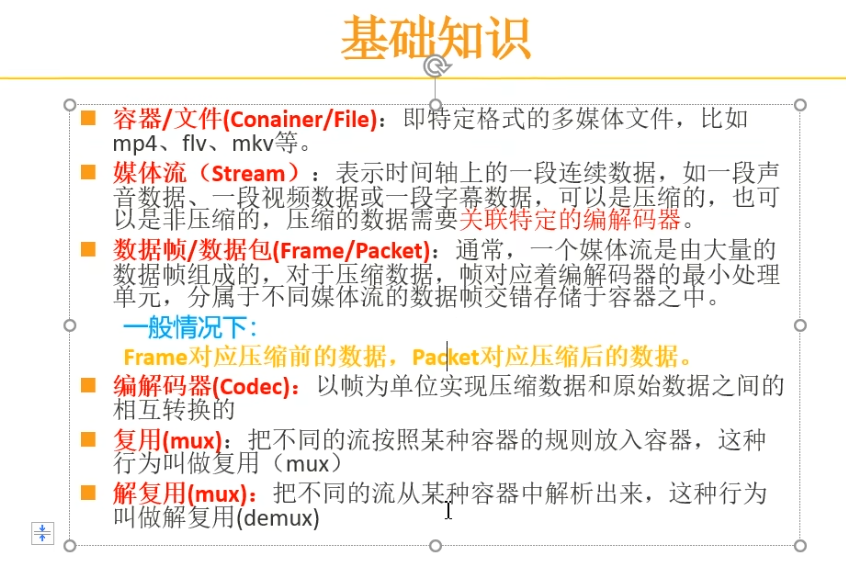 基础知识
容器/文件(Conainer/File)：即特定格式的多媒体文件，比如
mp4、flv、mkv等。
媒体流（Stream）：表示时间轴上的一段连续数据，如一段声
音数据、一段视频数据或一段字幕数据，可以是压缩的，也可
以是非压缩的，压缩的数据需要关联特定的编解码器。
数据帧/数据包(Frame/Packet)：通常，一个媒体流是由大量的
数据帧组成的，对于压缩数据，帧对应着编解码器的最小处理
单元，分属于不同媒体流的数据帧交错存储于容器之中。
一般情况下：
Frame对应压缩前的数据，Packet对应压缩后的数据。
编解码器(Codec)：以帧为单位实现压缩数据和原始数据之间的
相互转换的
复用(mux)：把不同的流按照某种容器的规则放入容器，这种
行为叫做复用（mux）
解复用(mux)：把不同的流从某种容器中解析出来，这种行为
叫做解复用(demux)